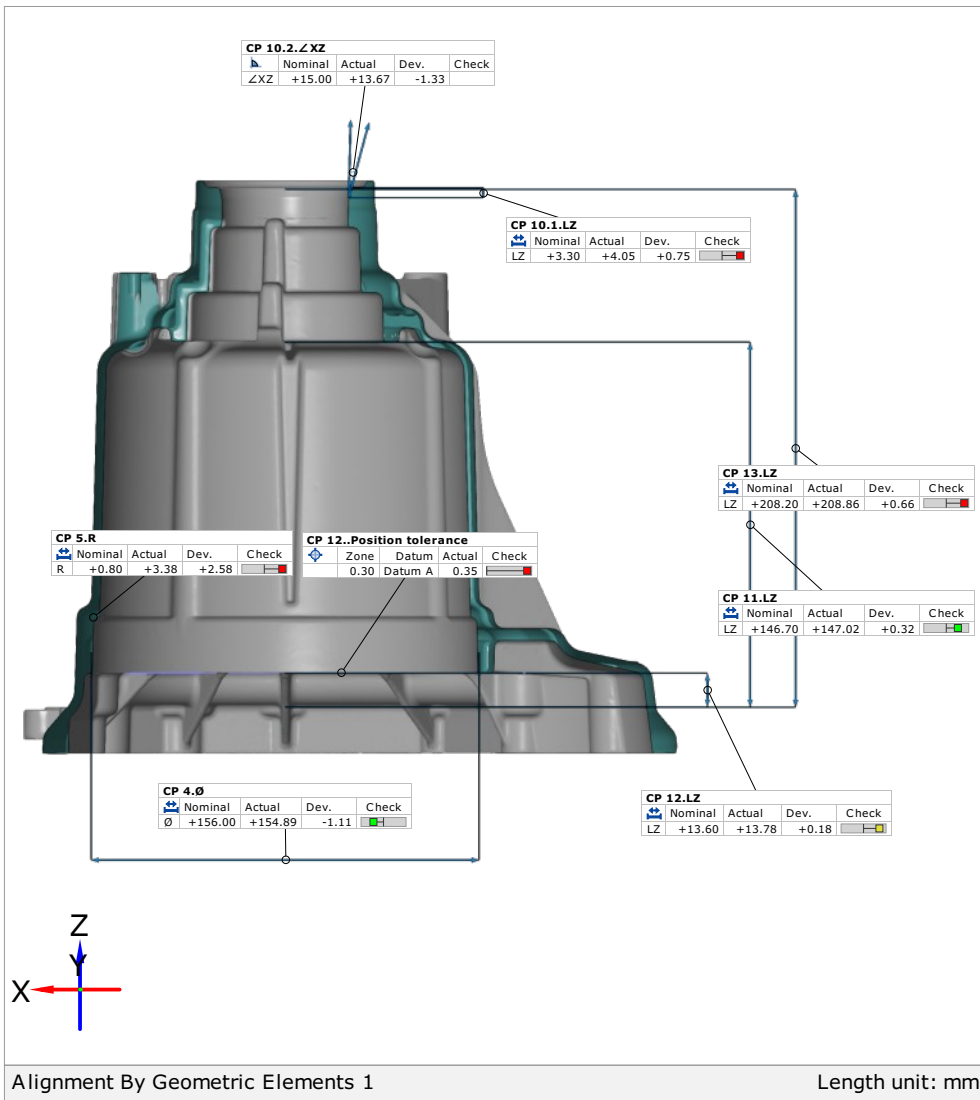 CP 10.2.∠XZ
Nominal Actual Dev. Check
∠XZ +15.00 +13.67 -1.33
CP 10.1.LZ
Nominal Actual Dev. Check
LZ +3.30 +4.05 +0.75
CP 13.LZ
Nominal Actual Dev. Check
LZ +208.20 +208.86 +0.66
CP 5.R
Nominal Actual Dev. Check
R +0.80 +3.38 +2.58
CP 12..Position tolerance
Zone Datum Actual Check
0.30 Datum A 0.35
CP 11.LZ
Nominal Actual Dev. Check
LZ +146.70 +147.02 +0.32
CP 4.Ø
Nominal Actual Dev. Check
Ø +156.00 +154.89 -1.11
CP 12.LZ
Nominal Actual Dev. Check
LZ +13.60 +13.78 +0.18
Z
Y
X
Alignment By Geometric Elements 1 Length unit: mm